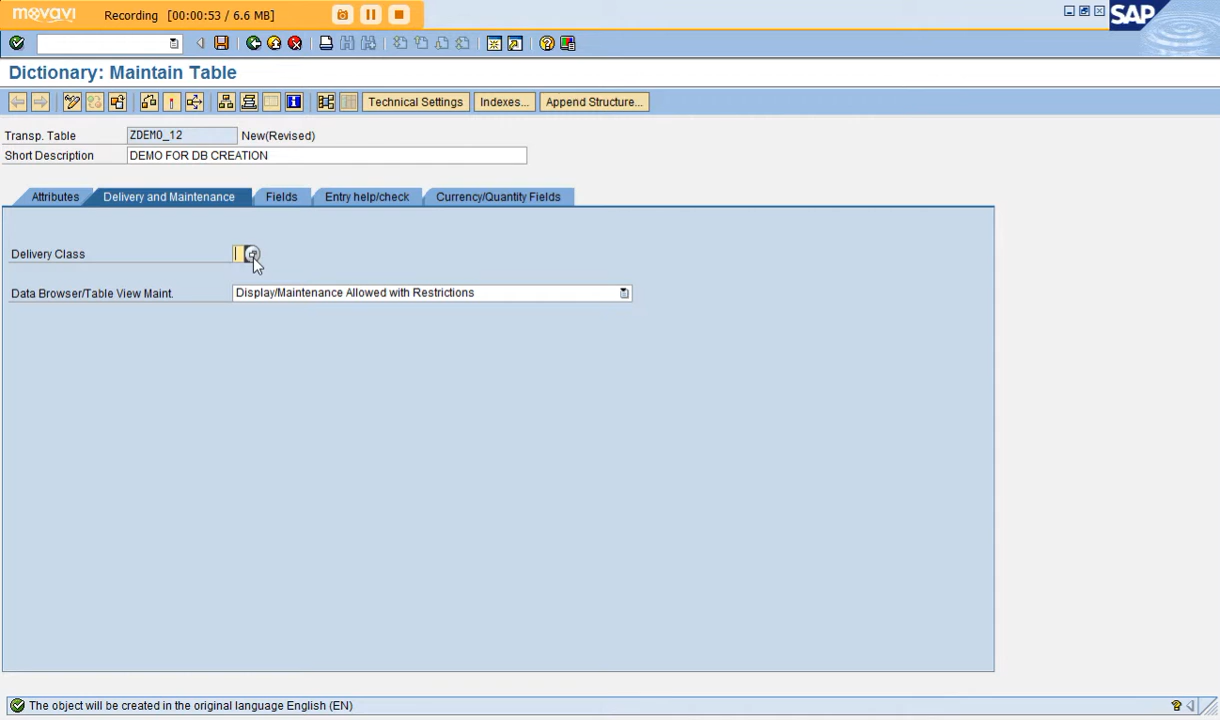 movavi Recording [00:00:53 / 6.6 MB]
SAP
Dictionary: Maintain Table
Technical Settings Indexes... Append Structure...
Transp. Table ZDEMO_12 New(Revised)
Short Description DEMO FOR DB CREATION
Attributes Delivery and Maintenance Fields Entry help/check Currency/Quantity Fields
Delivery Class
Data Browser/Table View Maint. Display/Maintenance Allowed with Restrictions
The object will be created in the original language English (EN)